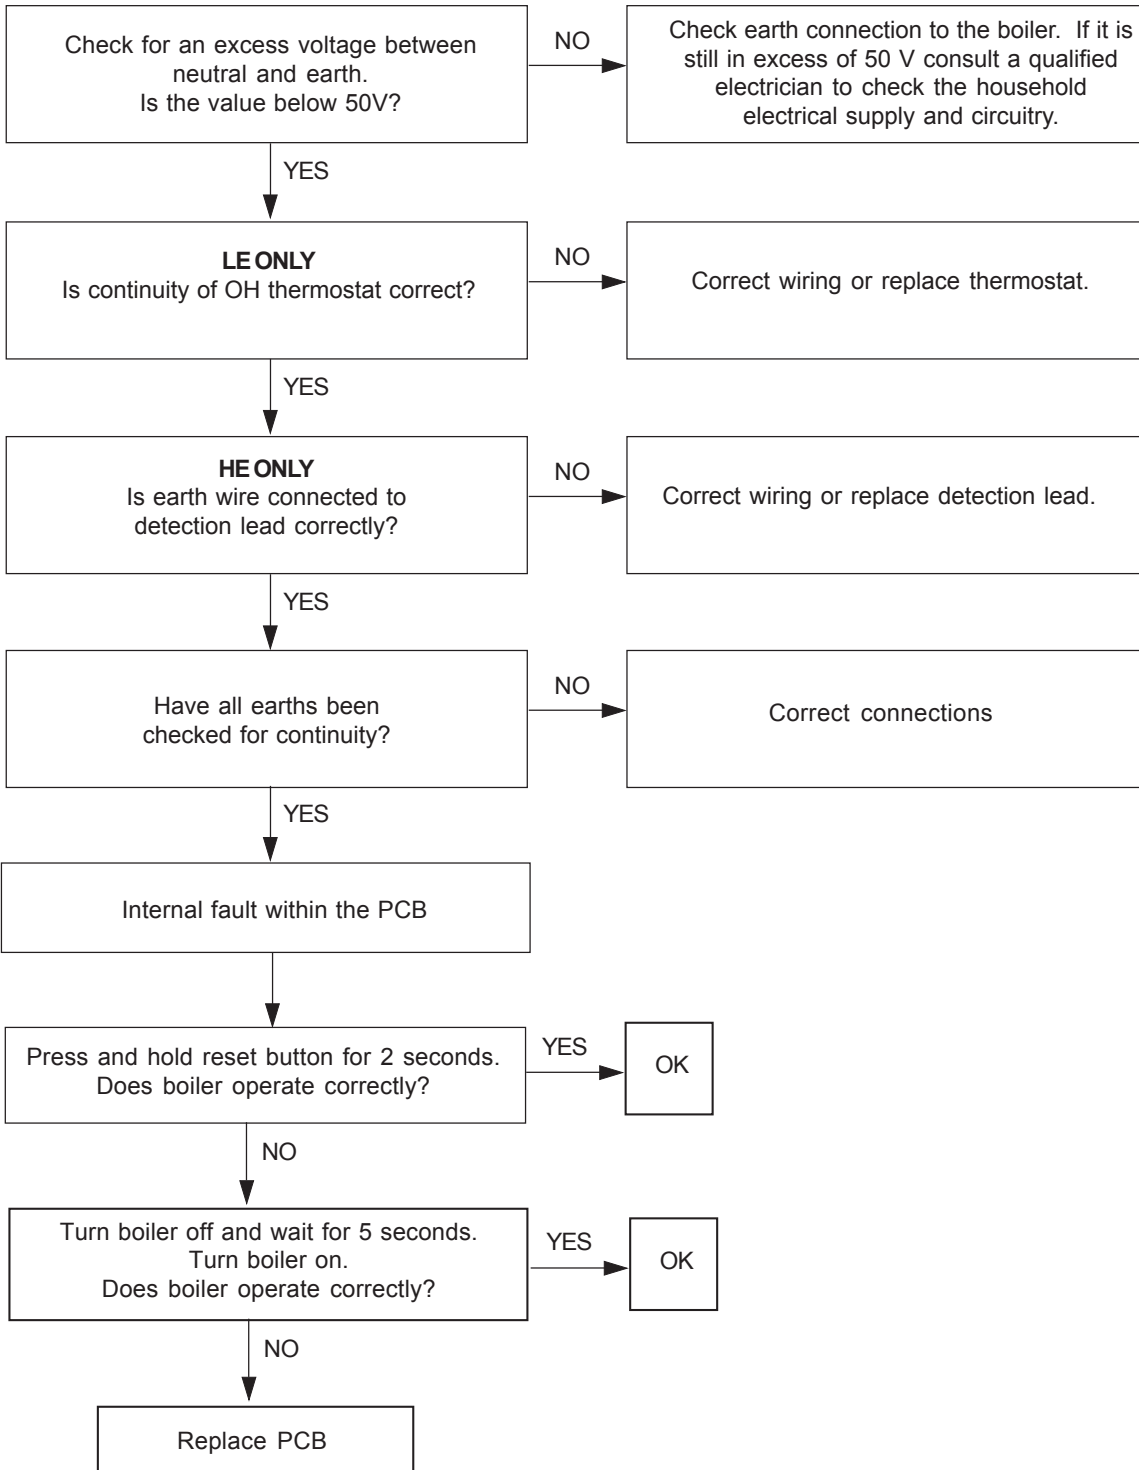 Check for an excess voltage between
neutral and earth.
Is the value below 50V?
NO
Check earth connection to the boiler. If it is
still in excess of 50 V consult a qualified
electrician to check the household
electrical supply and circuitry.
YES
LE ONLY
Is continuity of OH thermostat correct?
NO
Correct wiring or replace thermostat.
YES
HE ONLY
Is earth wire connected to
detection lead correctly?
NO
Correct wiring or replace detection lead.
YES
Have all earths been
checked for continuity?
NO
Correct connections
YES
Internal fault within the PCB
Press and hold reset button for 2 seconds.
Does boiler operate correctly?
YES
OK
NO
Turn boiler off and wait for 5 seconds.
Turn boiler on.
Does boiler operate correctly?
YES
OK
NO
Replace PCB